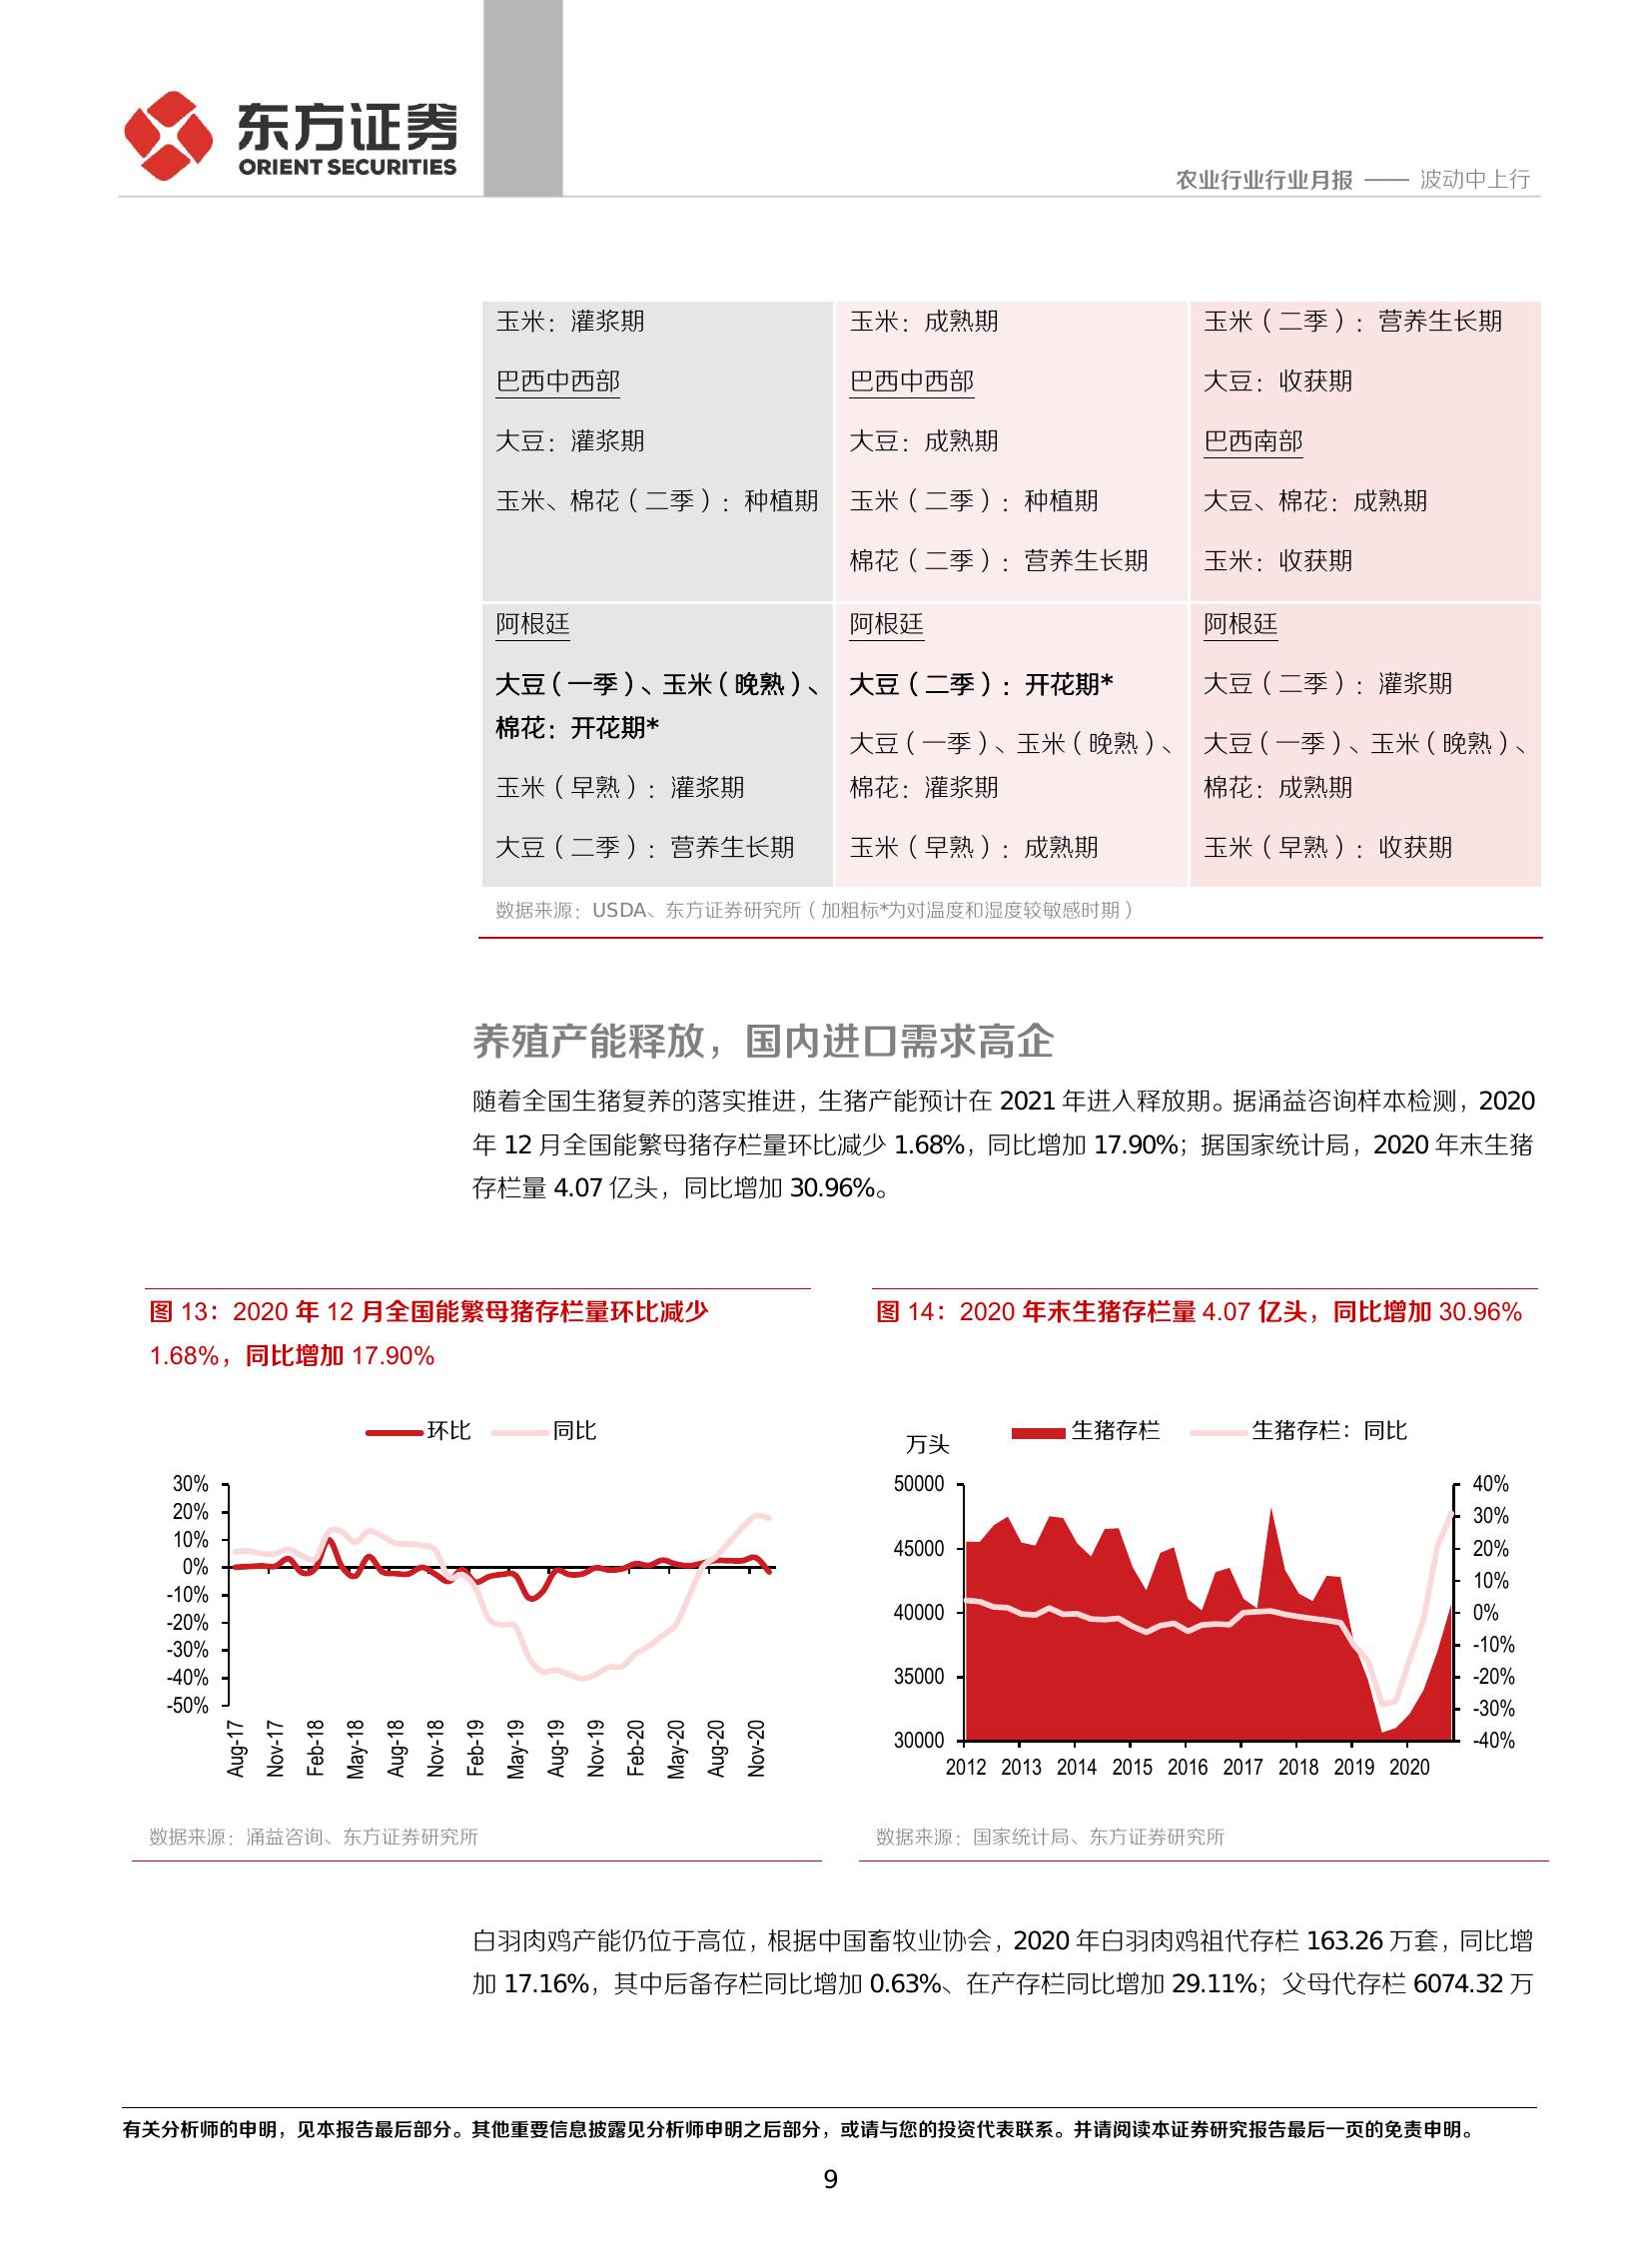 东方证券
ORIENT SECURITIES
农业行业行业月报 —— 波动中上行
玉米：灌浆期
巴西中西部
大豆：灌浆期
玉米、棉花（二季）：种植期
玉米：成熟期
巴西中西部
大豆：成熟期
玉米（二季）：种植期
棉花（二季）：营养生长期
玉米（二季）：营养生长期
大豆：收获期
巴西南部
大豆、棉花：成熟期
玉米：收获期
阿根廷
大豆（一季）、玉米（晚熟）、
棉花：开花期*
玉米（早熟）：灌浆期
大豆（二季）：营养生长期
阿根廷
大豆（二季）：开花期*
大豆（一季）、玉米（晚熟）、
棉花：灌浆期
玉米（早熟）：成熟期
阿根廷
大豆（二季）：灌浆期
大豆（一季）、玉米（晚熟）、
棉花：成熟期
玉米（早熟）：收获期
数据来源：USDA、东方证券研究所（加粗标*为对温度和湿度较敏感时期）
养殖产能释放，国内进口需求高企
随着全国生猪复养的落实推进，生猪产能预计在 2021 年进入释放期。据涌益咨询样本检测，2020
年 12 月全国能繁母猪存栏量环比减少 1.68%，同比增加 17.90%；据国家统计局，2020 年末生猪
存栏量 4.07 亿头，同比增加 30.96%。
图 13：2020 年 12 月全国能繁母猪存栏量环比减少
1.68%，同比增加 17.90%
环比 同比
30%
20%
10%
0%
-10%
-20%
-30%
-40%
-50%
Aug-17 Nov-17 Feb-18 May-18 Aug-18 Nov-18 Feb-19 May-19 Aug-19 Nov-19 Feb-20 May-20 Aug-20 Nov-20
数据来源：涌益咨询、东方证券研究所
图 14：2020 年末生猪存栏量 4.07 亿头，同比增加 30.96%
万头
生猪存栏 生猪存栏：同比
50000
45000
40000
35000
30000
40%
30%
20%
10%
0%
-10%
-20%
-30%
-40%
2012 2013 2014 2015 2016 2017 2018 2019 2020
数据来源：国家统计局、东方证券研究所
白羽肉鸡产能仍位于高位，根据中国畜牧业协会，2020 年白羽肉鸡祖代存栏 163.26 万套，同比增
加 17.16%，其中后备存栏同比增加 0.63%、在产存栏同比增加 29.11%；父母代存栏 6074.32 万
有关分析师的申明，见本报告最后部分。其他重要信息披露见分析师申明之后部分，或请与您的投资代表联系。并请阅读本证券研究报告最后一页的免责申明。
9